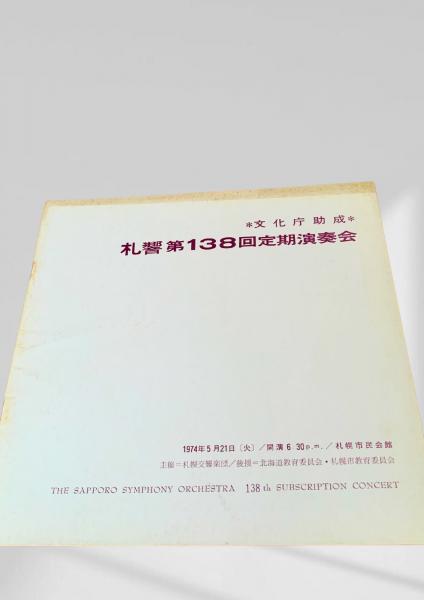 ＊文化庁助成＊
札響第138回定期演奏会
1974年5月21日〔火〕／開演6 30p.m.／札幌市民会館
主催＝札幌交響楽団／後援＝北海道教育委員会・札幌市教育委員会
THE SAPPORO SYMPHONY ORCHESTRA 138th SUBSCRIPTION CONCERT